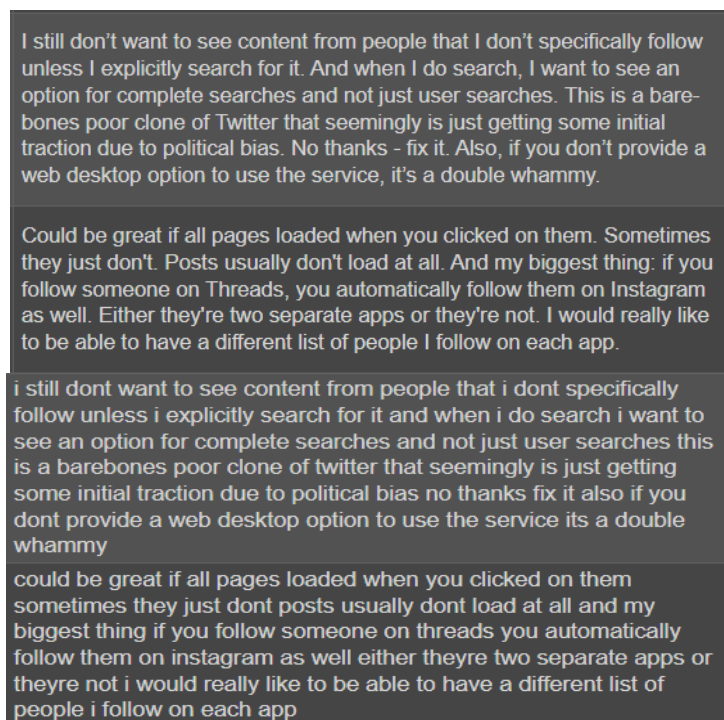 I still don’t want to see content from people that I don’t specifically follow
unless I explicitly search for it. And when I do search, I want to see an
option for complete searches and not just user searches. This is a bare-
bones poor clone of Twitter that seemingly is just getting some initial
traction due to political bias. No thanks - fix it. Also, if you don’t provide a
web desktop option to use the service, it’s a double whammy.
Could be great if all pages loaded when you clicked on them. Sometimes
they just don't. Posts usually don't load at all. And my biggest thing: if you
follow someone on Threads, you automatically follow them on Instagram
as well. Either they're two separate apps or they're not. I would really like
to be able to have a different list of people I follow on each app.
i still dont want to see content from people that i dont specifically
follow unless i explicitly search for it and when i do search i want to
see an option for complete searches and not just user searches this
is a barebones poor clone of twitter that seemingly is just getting
some initial traction due to political bias no thanks fix it also if you
dont provide a web desktop option to use the service its a double
whammy
could be great if all pages loaded when you clicked on them
sometimes they just dont posts usually dont load at all and my
biggest thing if you follow someone on threads you automatically
follow them on instagram as well either theyre two separate apps or
theyre not i would really like to be able to have a different list of
people i follow on each app